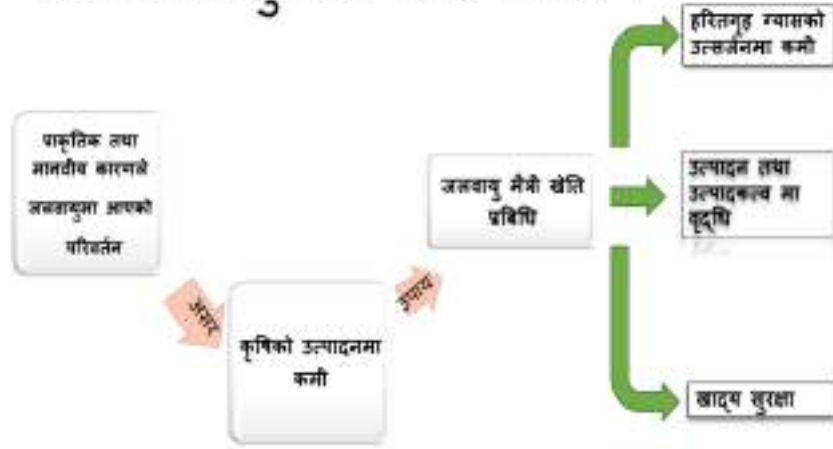 प्राकृतिक तथा
मानवीय कारणले
जलवायुमा आएको
परिवर्तन
असर
कृषिको उत्पादनमा
कमी
उपाय
जलवायु मैत्री खेति
प्रबिधि
हरितगृह ग्यासको
उत्सर्जनमा कमी
उत्पादन तथा
उत्पादकत्व मा
वृद्धि
खाद्य सुरक्षा